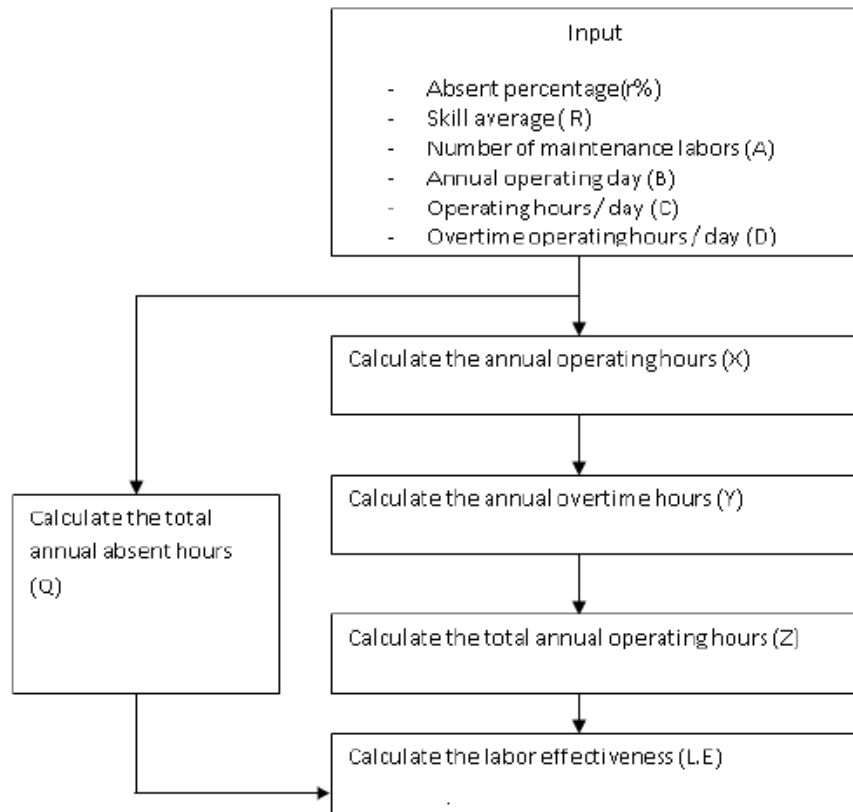 Input
- Absent percentage(r%)
- Skill average( R)
- Number of maintenance labors (A)
- Annual operating day (B)
- Operating hours / day (C)
- Overtime operating hours / day (D)
Calculate the annual operating hours (X)
Calculate the annual overtime hours (Y)
Calculate the total
annual absent hours
(Q)
Calculate the total annual operating hours (Z)
Calculate the labor effectiveness (L.E)